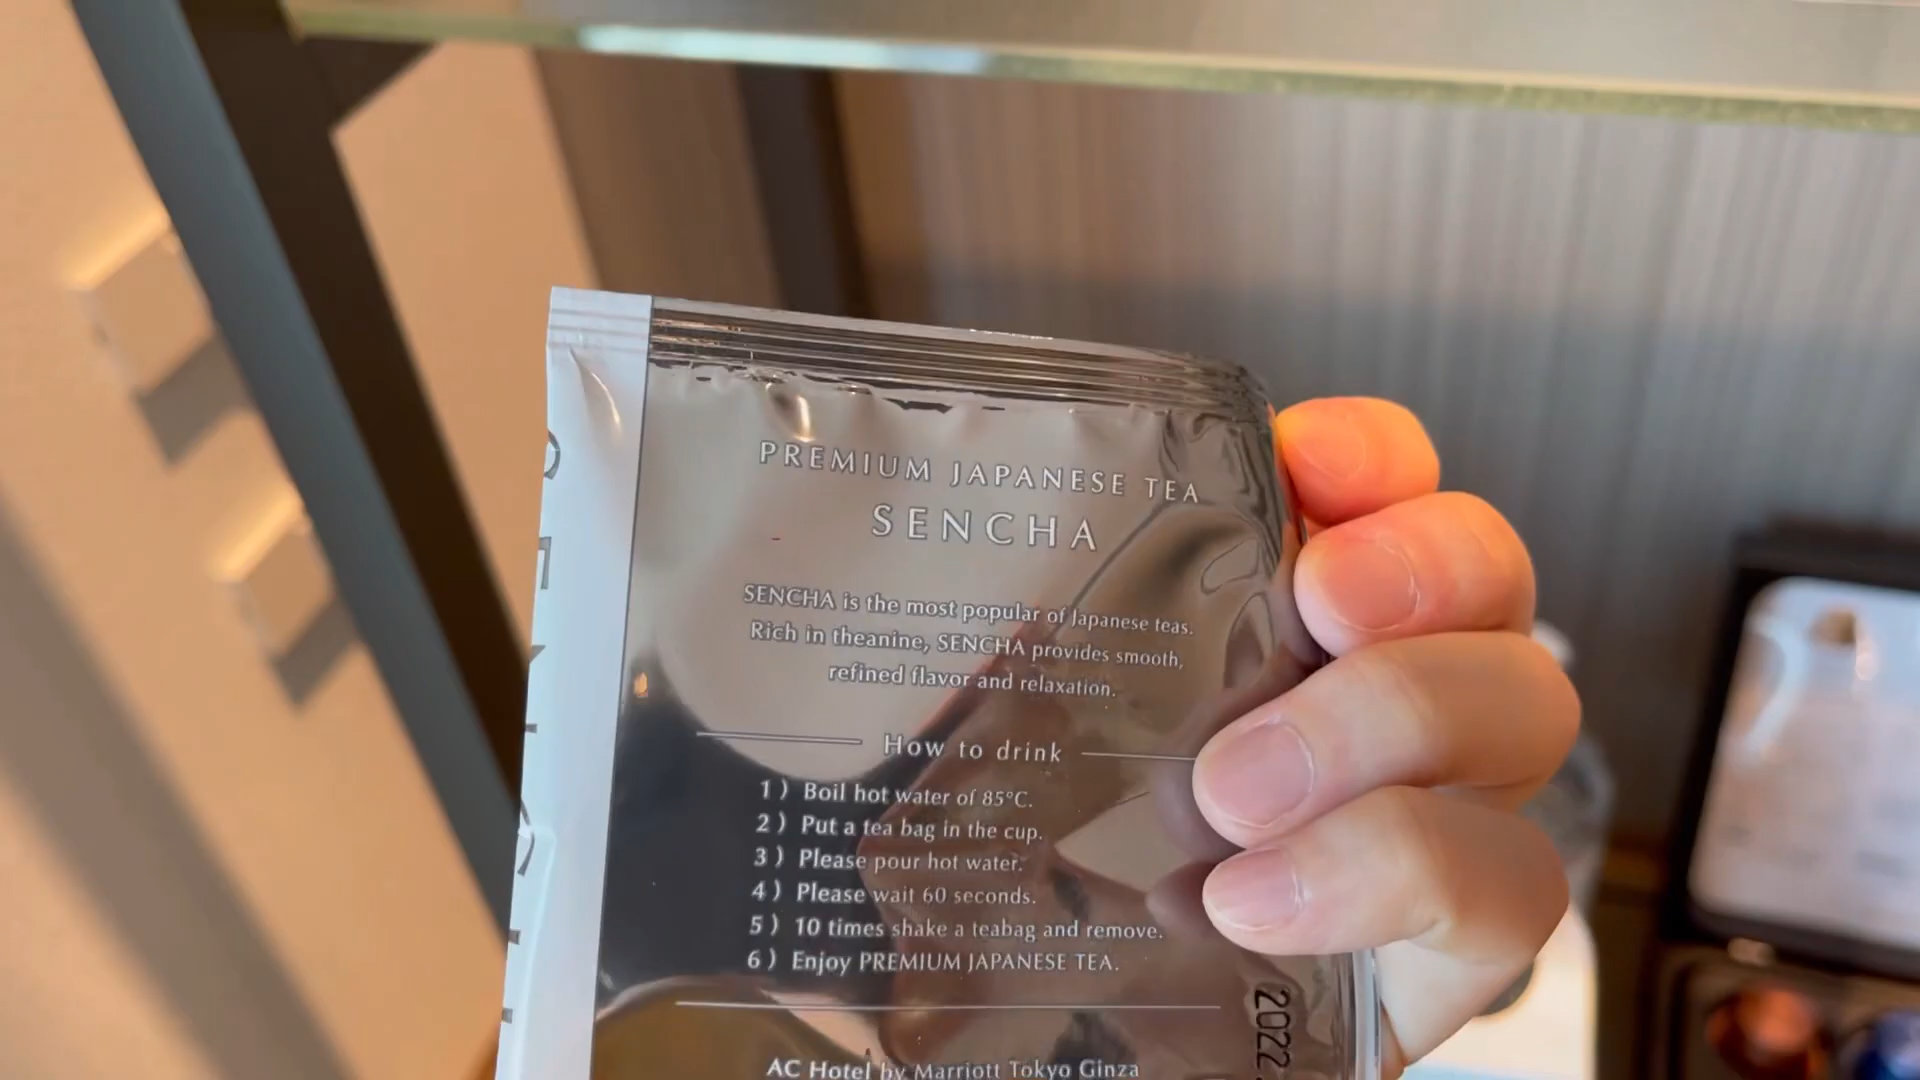 PREMIUM JAPANESE TEA
SENCHA
SENCHA is the most popular of Japanese teas.
Rich in theanine, SENCHA provides smooth,
refined flavor and relaxation.
How to drink
1) Boil hot water of 85°C.
2) Put a tea bag in the cup.
3) Please pour hot water.
4) Please wait 60 seconds.
5) 10 times shake a teabag and remove.
6) Enjoy PREMIUM JAPANESE TEA.
AC Hotel by Marriott Tokyo Ginza
2022